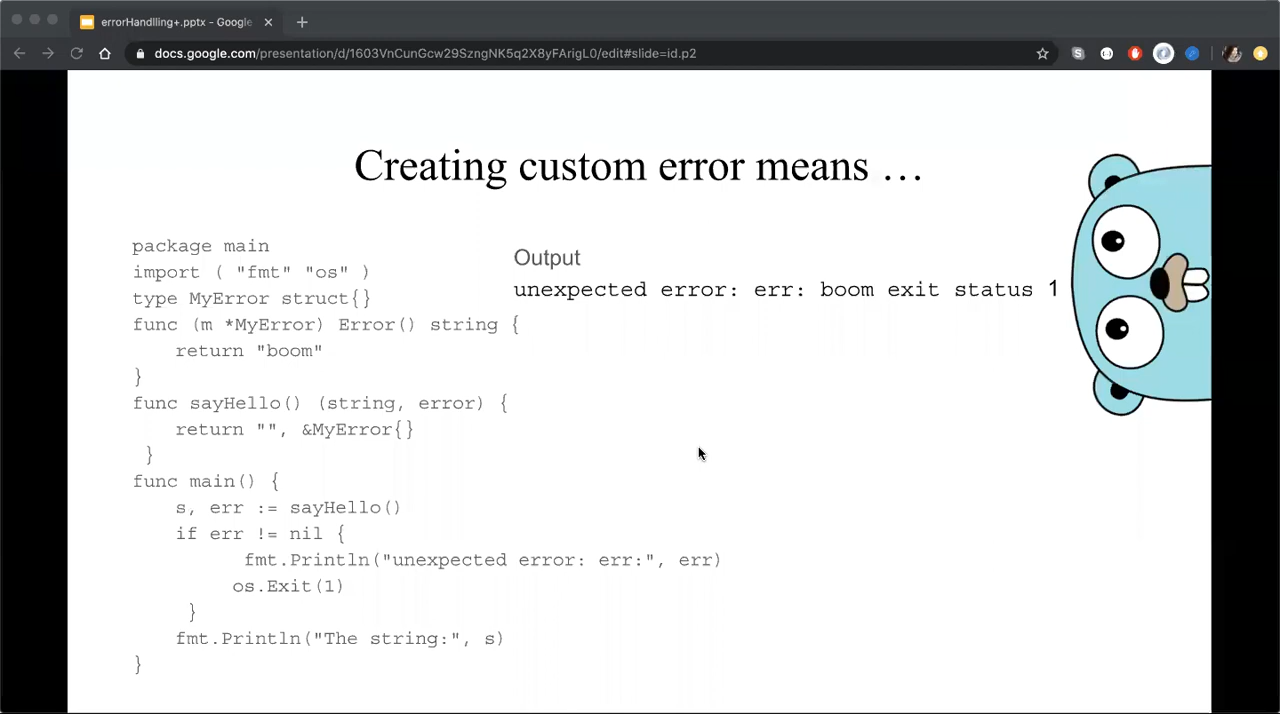 errorHandlling+.pptx - Google
docs.google.com/presentation/d/1603VnCunGcw29SzngNK5q2X8yFArigL0/edit#slide=id.p2
Creating custom error means …
package main
import ( "fmt" "os" )
type MyError struct{}
func (m *MyError) Error() string {
return "boom"
}
func sayHello() (string, error) {
return "", &MyError{}
}
func main() {
s, err := sayHello()
if err != nil {
fmt.Println("unexpected error: err:", err)
os.Exit(1)
}
fmt.Println("The string:", s)
}
Output
unexpected error: err: boom exit status 1